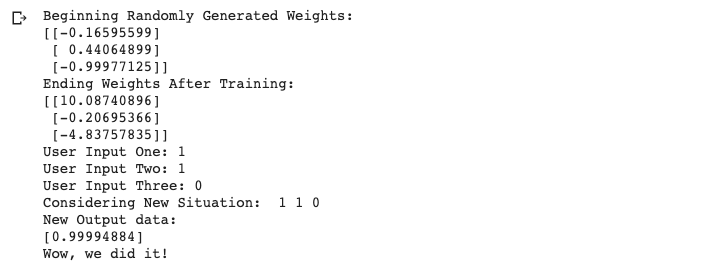 Beginning Randomly Generated Weights:
[[-0.16595599]
 [ 0.44064899]
 [-0.99977125]]
Ending Weights After Training:
[[10.08740896]
 [-0.20695366]
 [-4.83757835]]
User Input One: 1
User Input Two: 1
User Input Three: 0
Considering New Situation:  1 1 0
New Output data:
[0.99994884]
Wow, we did it!